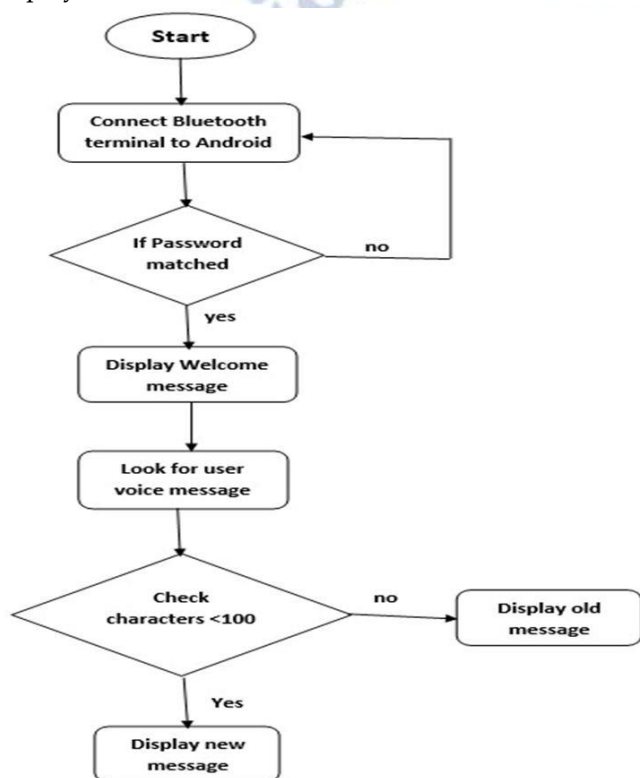 Start
Connect Bluetooth
terminal to Android
If Password
matched
no
yes
Display Welcome
message
Look for user
voice message
Check
characters <100
no
Display old
message
Yes
Display new
message